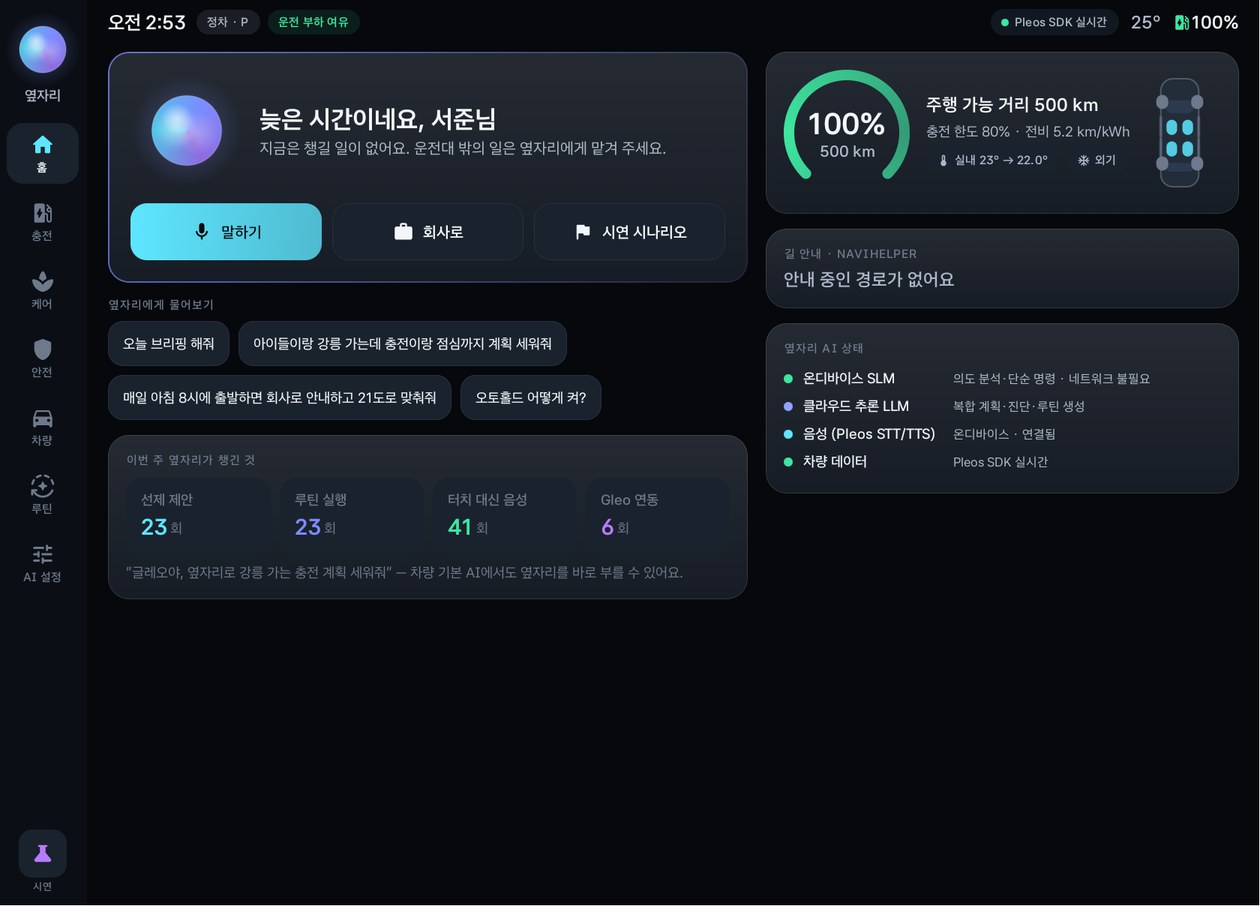 오전 2:53
정차 · P
운전 부하 여유
Pleos SDK 실시간
25°
100%
옆자리
홈
충전
케어
안전
차량
루틴
AI 설정
시연
늦은 시간이네요, 서준님
지금은 챙길 일이 없어요. 운전대 밖의 일은 옆자리에게 맡겨 주세요.
말하기
회사로
시연 시나리오
옆자리에게 물어보기
오늘 브리핑 해줘
아이들이랑 강릉 가는데 충전이랑 점심까지 계획 세워줘
매일 아침 8시에 출발하면 회사로 안내하고 21도로 맞춰줘
오토홀드 어떻게 켜?
이번 주 옆자리가 챙긴 것
선제 제안
23 회
루틴 실행
23 회
터치 대신 음성
41 회
Gleo 연동
6 회
“글레오야, 옆자리로 강릉 가는 충전 계획 세워줘” — 차량 기본 AI에서도 옆자리를 바로 부를 수 있어요.
100%
500 km
주행 가능 거리 500 km
충전 한도 80% · 전비 5.2 km/kWh
실내 23° → 22.0°
외기
길 안내 · NAVIHELPER
안내 중인 경로가 없어요
옆자리 AI 상태
온디바이스 SLM
의도 분석·단순 명령 · 네트워크 불필요
클라우드 추론 LLM
복합 계획·진단·루틴 생성
음성 (Pleos STT/TTS)
온디바이스 · 연결됨
차량 데이터
Pleos SDK 실시간